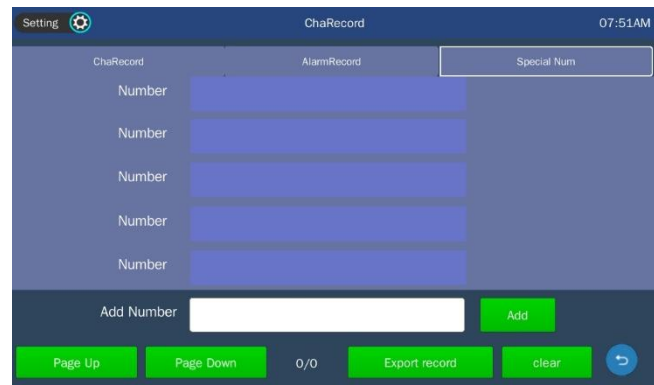 Setting ChaRecord 07:51AM
ChaRecord AlarmRecord Special Num
Number
Number
Number
Number
Number
Add Number Add
Page Up Page Down 0/0 Export record clear